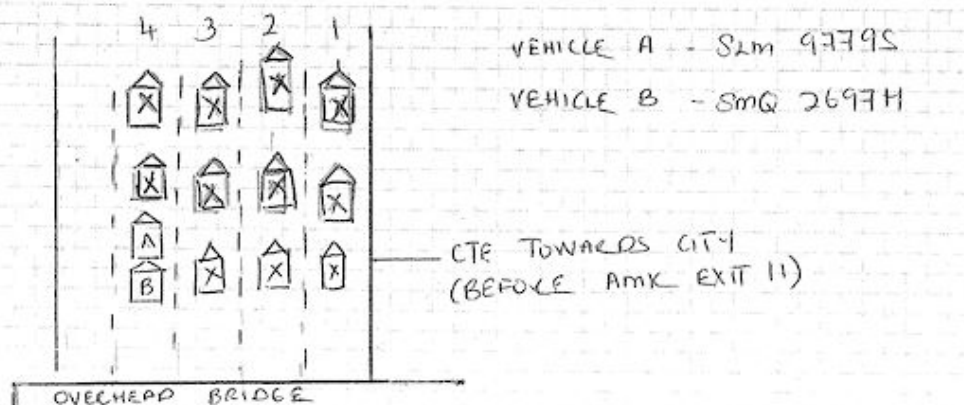 4 3 2 1
VEHICLE A - SLM 9779S
VEHICLE B - SMQ 2697H
X X X X
X X X X
A
B X X X
CTE TOWARDS CITY
(BEFORE AMK EXIT 11)
OVERHEAD BRIDGE